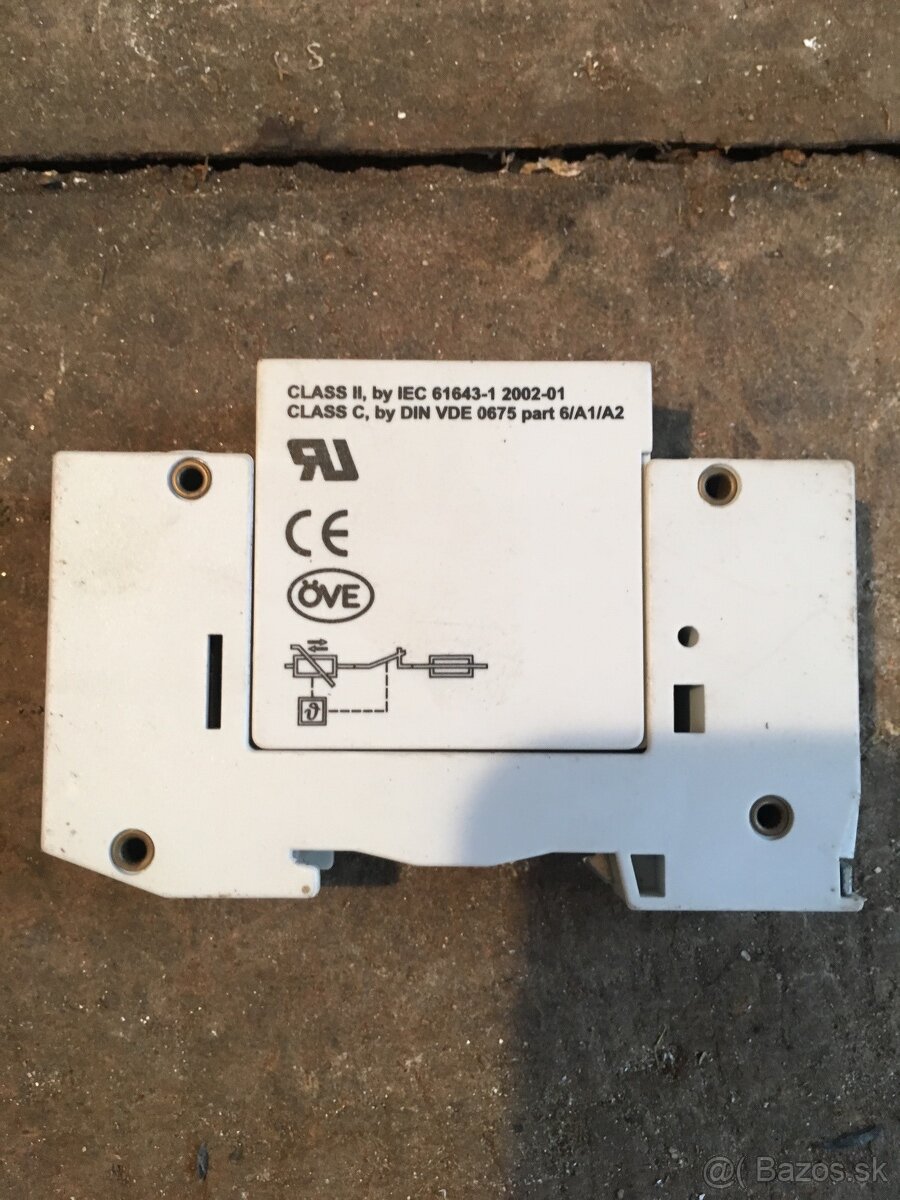 CLASS II, by IEC 61643-1 2002-01
CLASS C, by DIN VDE 0675 part 6/A1/A2
CE
ÖVE
ϑ
@( Bazos.sk